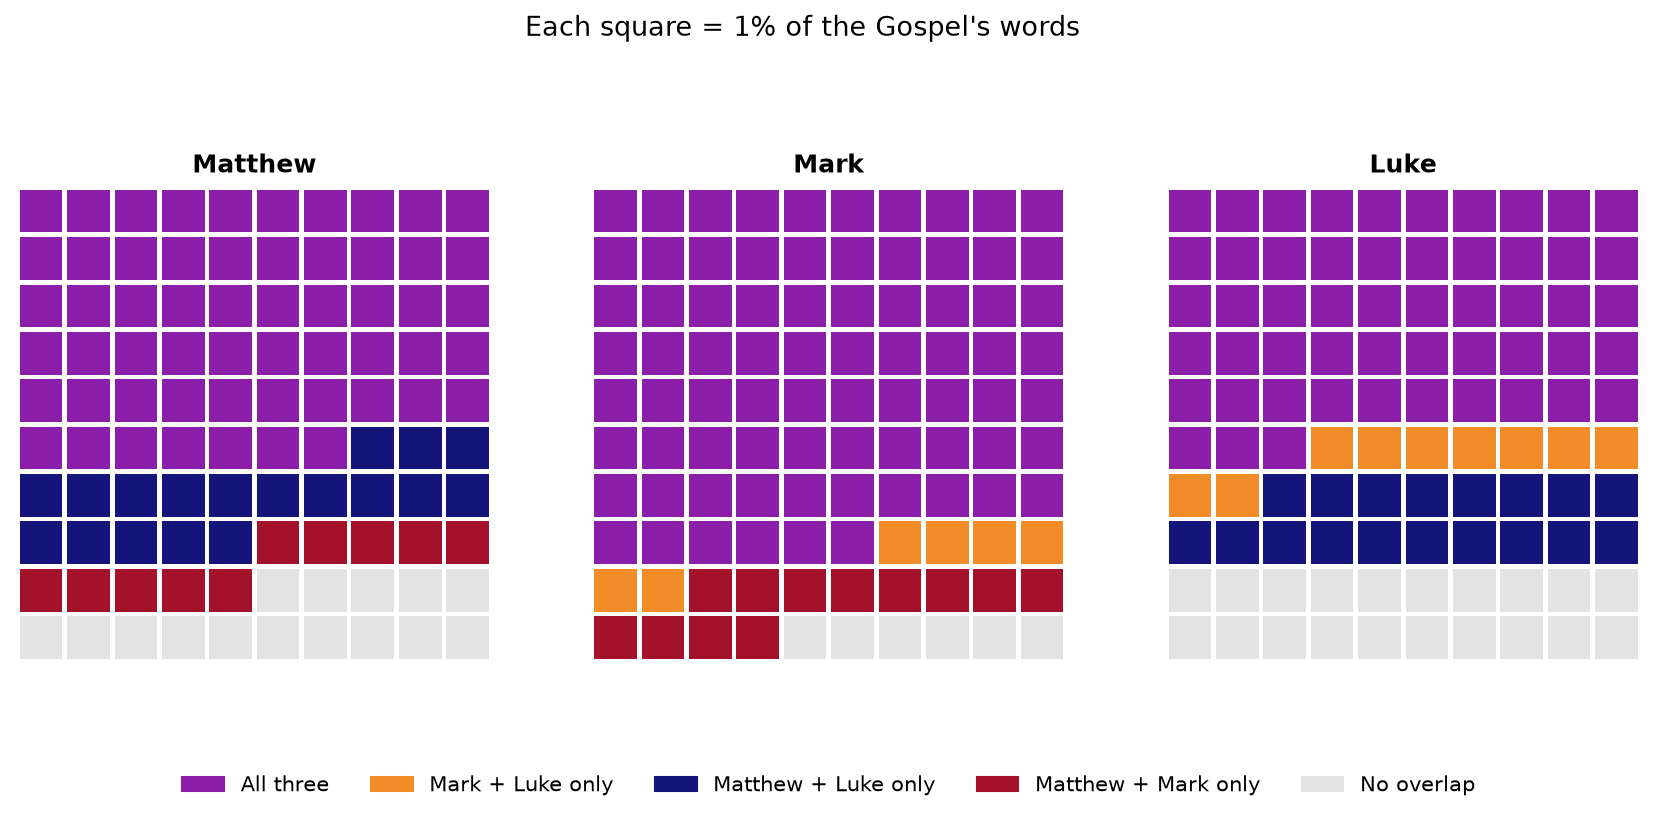 Each square = 1% of the Gospel's words
Matthew
Mark
Luke
All three
Mark + Luke only
Matthew + Luke only
Matthew + Mark only
No overlap